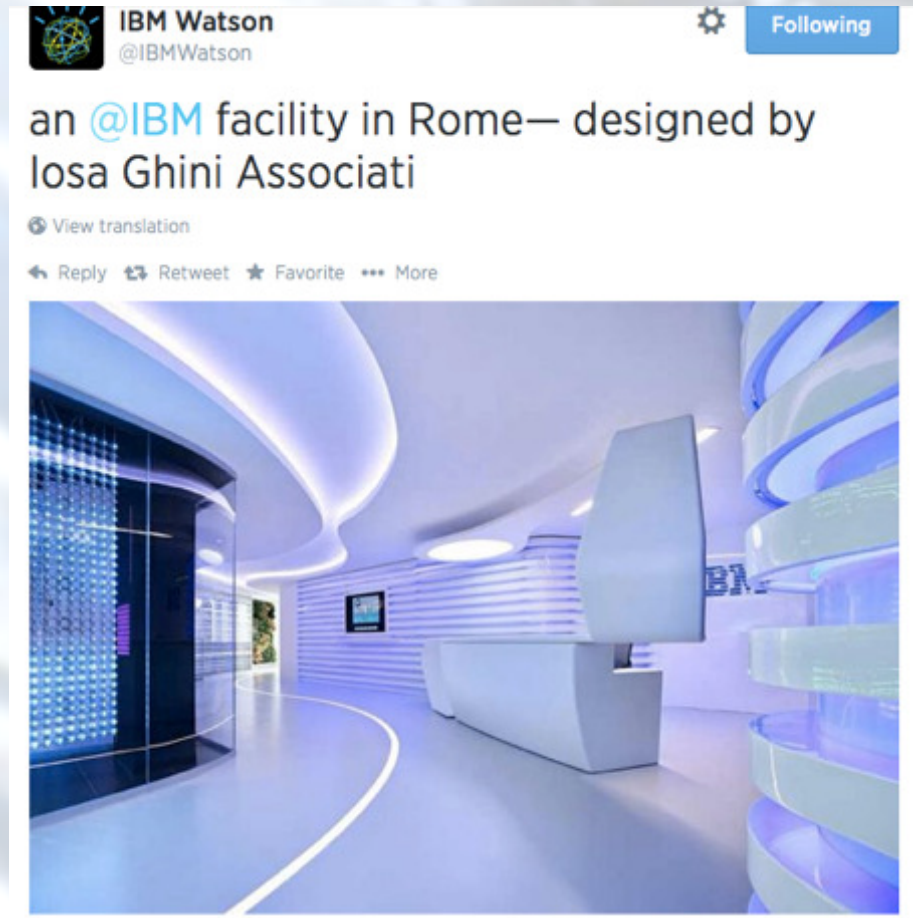 IBM Watson
@IBMWatson
Following
an @IBM facility in Rome— designed by
Iosa Ghini Associati
View translation
Reply Retweet Favorite ••• More
IBM